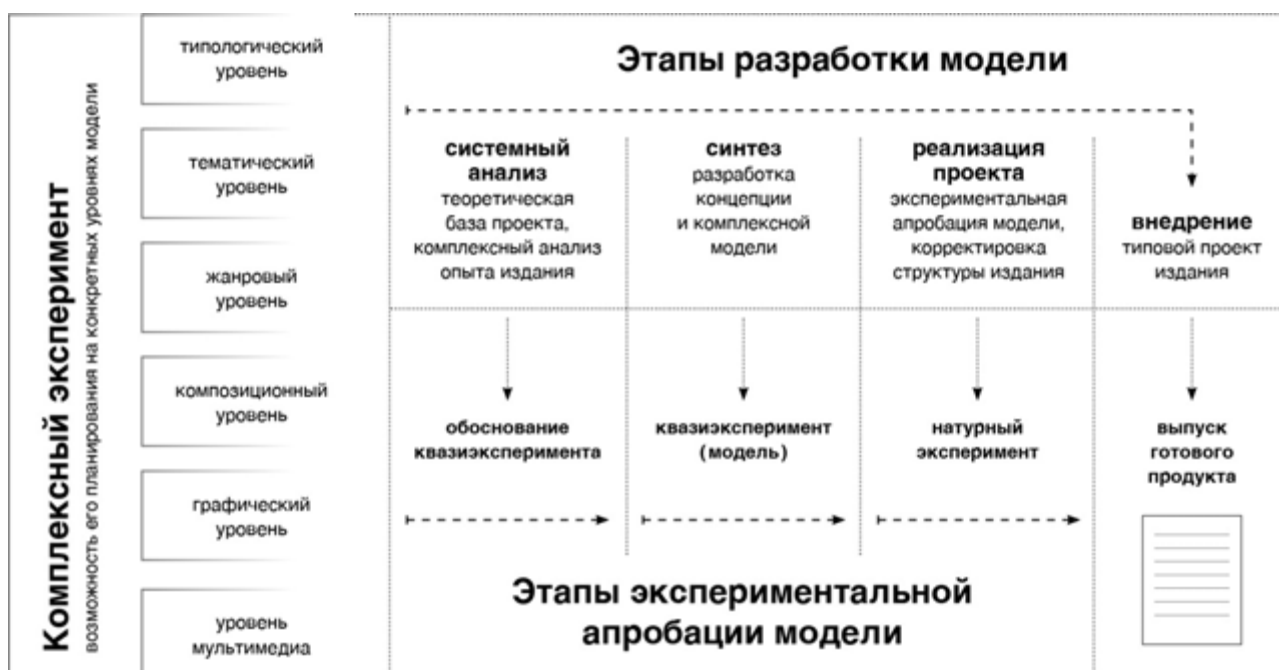 Комплексный эксперимент
возможность его планирования на конкретных уровнях модели
типологический
уровень
тематический
уровень
жанровый
уровень
композиционный
уровень
графический
уровень
уровень
мультимедиа
Этапы разработки модели
системный
анализ
теоретическая
база проекта,
комплексный анализ
опыта издания
синтез
разработка
концепции
и комплексной
модели
реализация
проекта
экспериментальная
апробация модели,
корректировка
структуры издания
внедрение
типовой проект
издания
обоснование
квазиэксперимента
квазиэксперимент
(модель)
натурный
эксперимент
выпуск
готового
продукта
Этапы экспериментальной
апробации модели